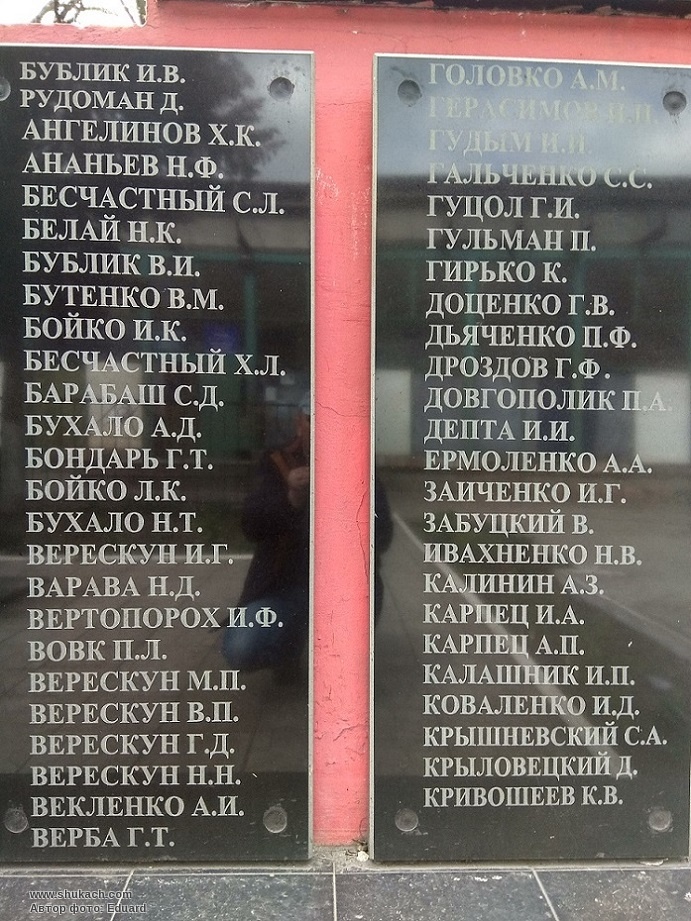 БУБЛИК И.В.
РУДОМАН Д.
АНГЕЛИНОВ Х.К.
АНАНЬЕВ Н.Ф.
БЕСЧАСТНЫЙ С.Л.
БЕЛАЙ Н.К.
БУБЛИК В.И.
БУТЕНКО В.М.
БОЙКО И.К.
БЕСЧАСТНЫЙ Х.Л.
БАРАБАШ С.Д.
БУХАЛО А.Д.
БОНДАРЬ Г.Т.
БОЙКО Л.К.
БУХАЛО Н.Т.
ВЕРЕСКУН И.Г.
ВАРАВА Н.Д.
ВЕРТОПОРОХ И.Ф.
ВОВК П.Л.
ВЕРЕСКУН М.П.
ВЕРЕСКУН В.П.
ВЕРЕСКУН Г.Д.
ВЕРЕСКУН Н.Н.
ВЕКЛЕНКО А.И.
ВЕРБА Г.Т.
ГОЛОВКО А.М.
ГЕРАСИМОВ
ГУДЫМ И.И.
ГАЛЬЧЕНКО С.С.
ГУЦОЛ Г.И.
ГУЛЬМАН П.
ГИРЬКО К.
ДОЦЕНКО Г.В.
ДЬЯЧЕНКО П.Ф.
ДРОЗДОВ Г.Ф.
ДОВГОПОЛИК П.А.
ДЕПТА И.И.
ЕРМОЛЕНКО А.А.
ЗАИЧЕНКО И.Г.
ЗАБУЦКИЙ В.
ИВАХНЕНКО Н.В.
КАЛИНИН А.З.
КАРПЕЦ И.А.
КАРПЕЦ А.П.
КАЛАШНИК И.П.
КОВАЛЕНКО И.Д.
КРЫШНЕВСКИЙ С.А.
КРЫЛОВЕЦКИЙ Д.
КРИВОШЕЕВ К.В.
www.shukach.com
Автор фото: Eduard